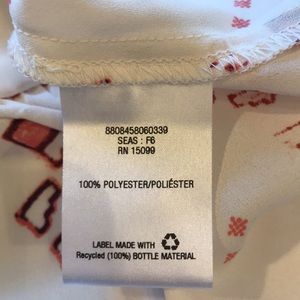 8808458060339
SEAS : F6
RN 15099
100% POLYESTER/POLIÉSTER
LABEL MADE WITH
Recycled (100%) BOTTLE MATERIAL